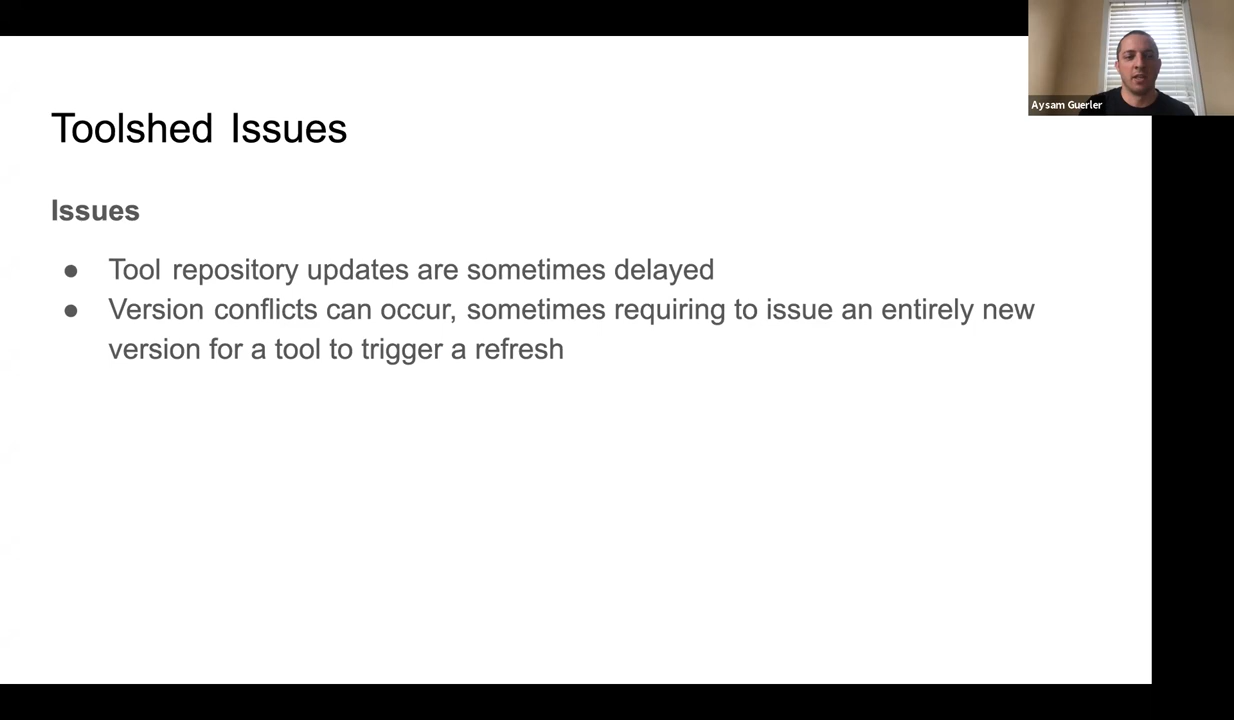 Aysam Guerler
Toolshed Issues
Issues
● Tool repository updates are sometimes delayed
● Version conflicts can occur, sometimes requiring to issue an entirely new
version for a tool to trigger a refresh